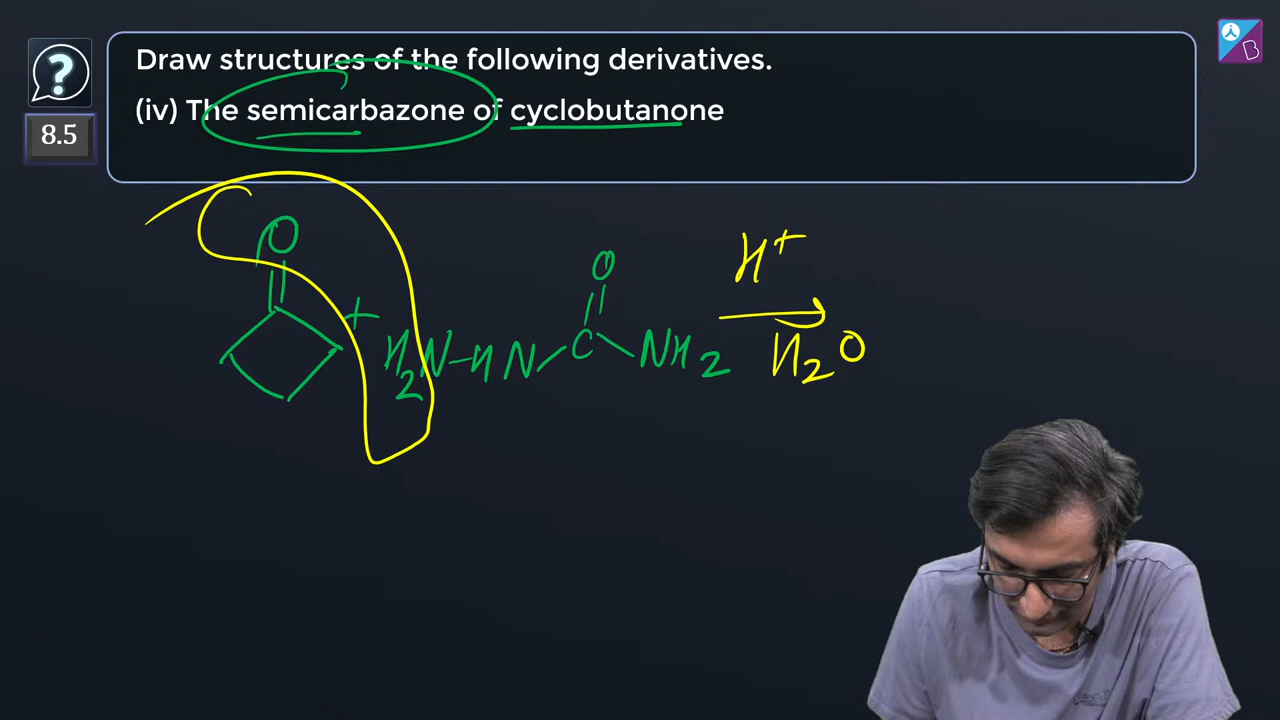 Draw structures of the following derivatives.
(iv) The semicarbazone of cyclobutanone
?
8.5
B
O
+ H2N-HN C NH2
O
H+
H2O